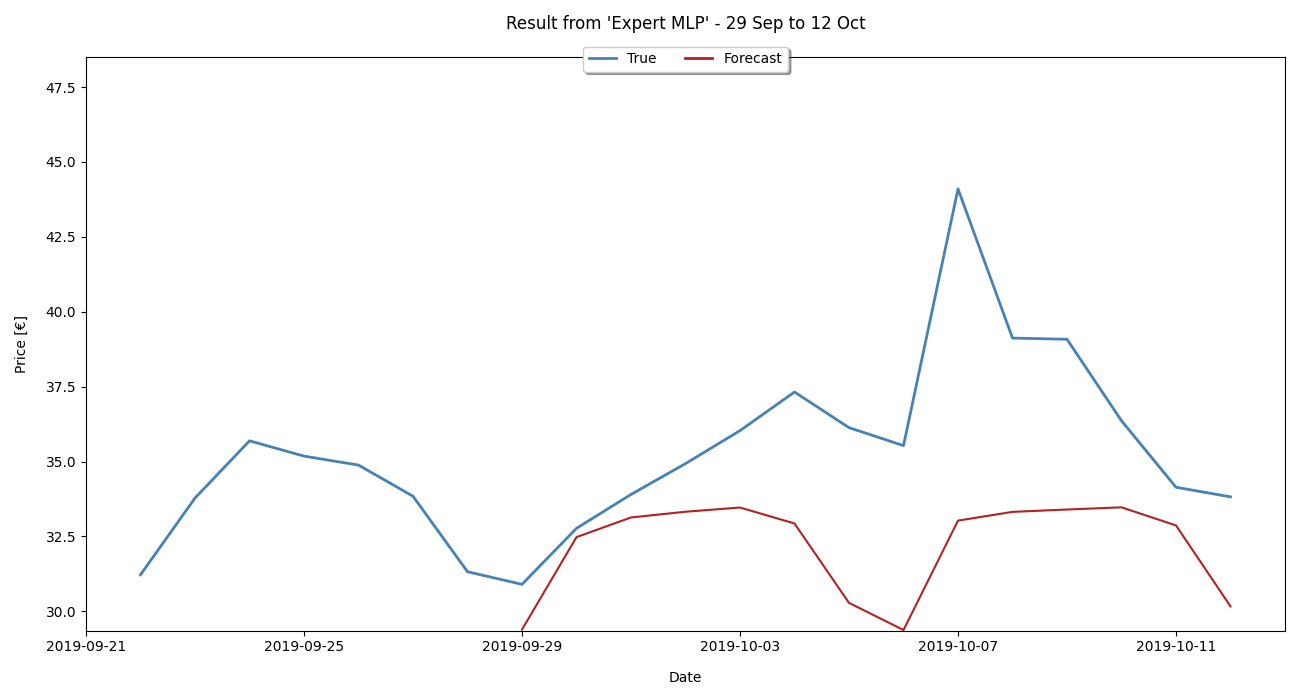 Result from 'Expert MLP' - 29 Sep to 12 Oct
True Forecast
47.5
45.0
42.5
40.0
37.5
35.0
32.5
30.0
Price [€]
2019-09-21 2019-09-25 2019-09-29 2019-10-03 2019-10-07 2019-10-11
Date